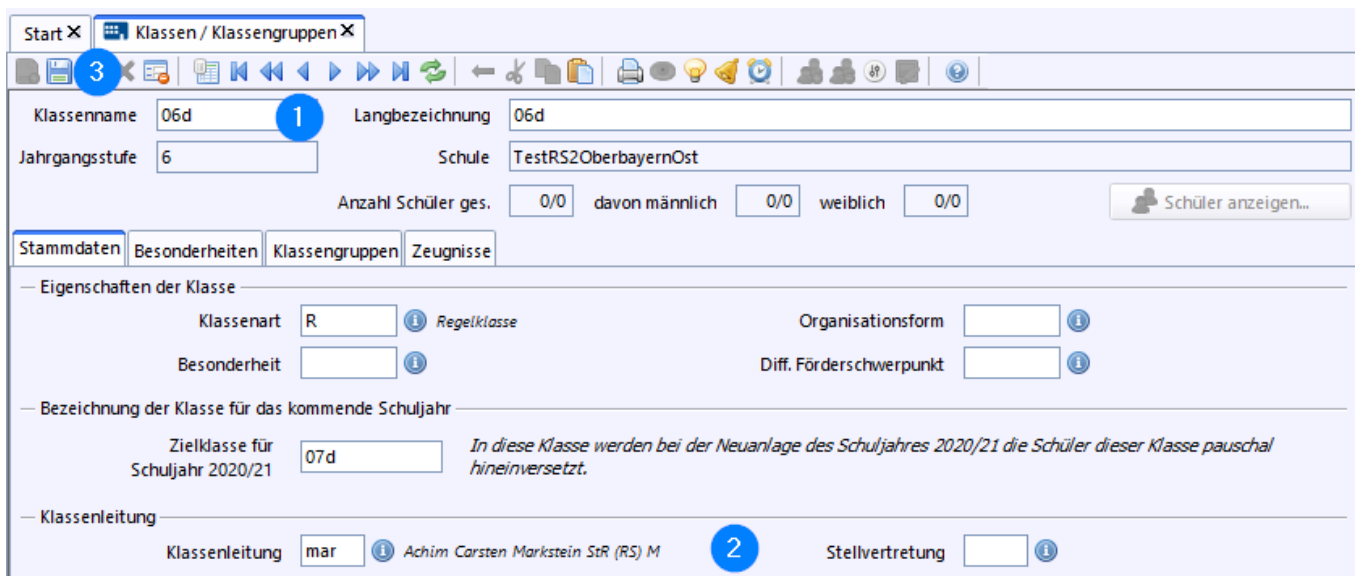 Start Klassen / Klassengruppen
3
Klassenname 06d 1 Langbezeichnung 06d
Jahrgangsstufe 6 Schule TestRS2OberbayernOst
Anzahl Schüler ges. 0/0 davon männlich 0/0 weiblich 0/0 Schüler anzeigen...
Stammdaten Besonderheiten Klassengruppen Zeugnisse
Eigenschaften der Klasse
Klassenart R Regelklasse Organisationsform
Besonderheit Diff. Förderschwerpunkt
Bezeichnung der Klasse für das kommende Schuljahr
Zielklasse für
Schuljahr 2020/21
07d
In diese Klasse werden bei der Neuanlage des Schuljahres 2020/21 die Schüler dieser Klasse pauschal
hineinversetzt.
Klassenleitung
Klassenleitung mar Achim Carsten Markstein StR (RS) M 2 Stellvertretung